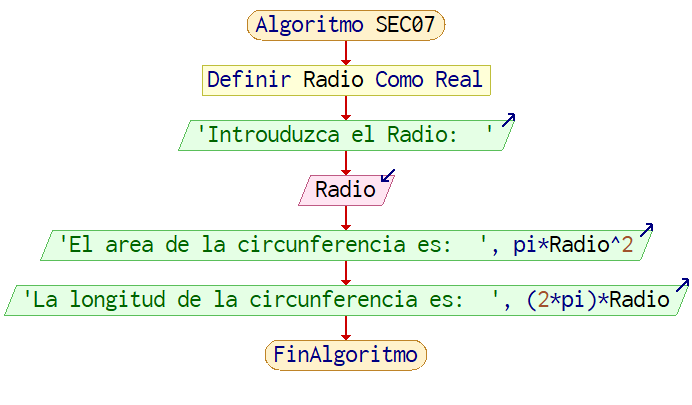 Algoritmo SEC07
Definir Radio Como Real
'Introuduzca el Radio:  '
Radio
'El area de la circunferencia es:  ', pi*Radio^2
'La longitud de la circunferencia es:  ', (2*pi)*Radio
FinAlgoritmo